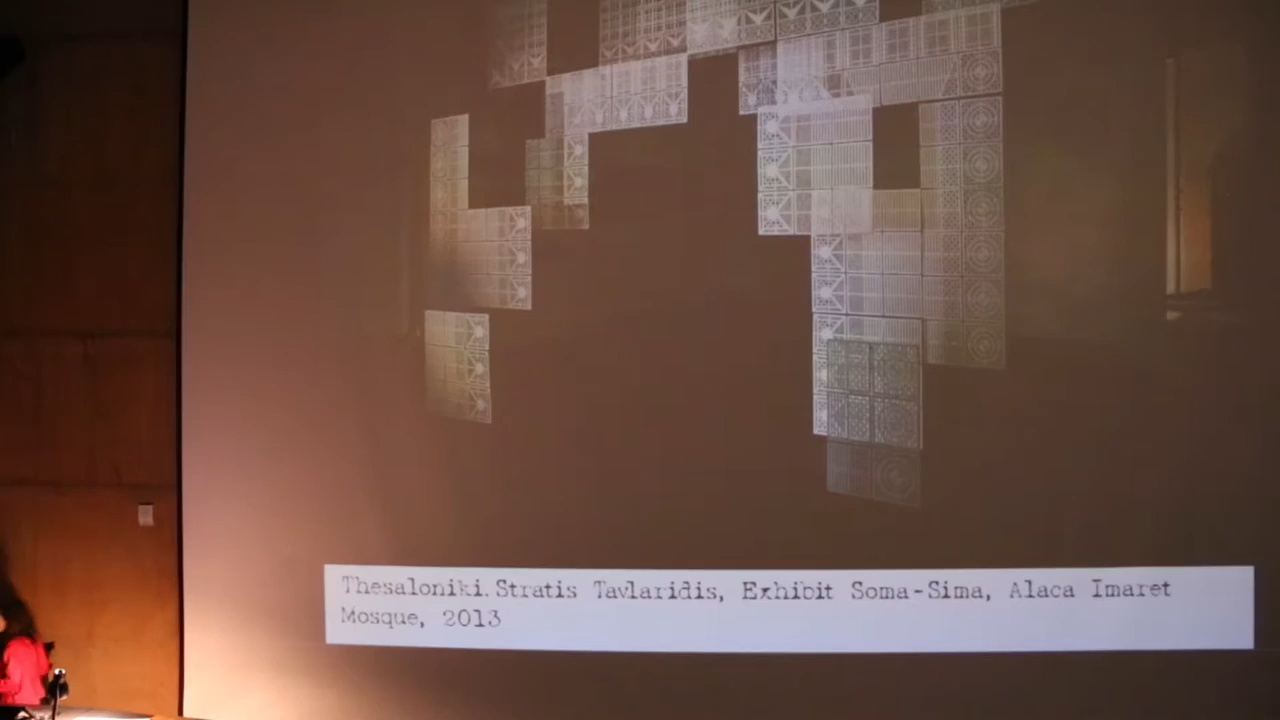 Thesaloniki. Stratis Tavlaridis, Exhibit Soma-Sima, Alaca Imaret
Mosque, 2013